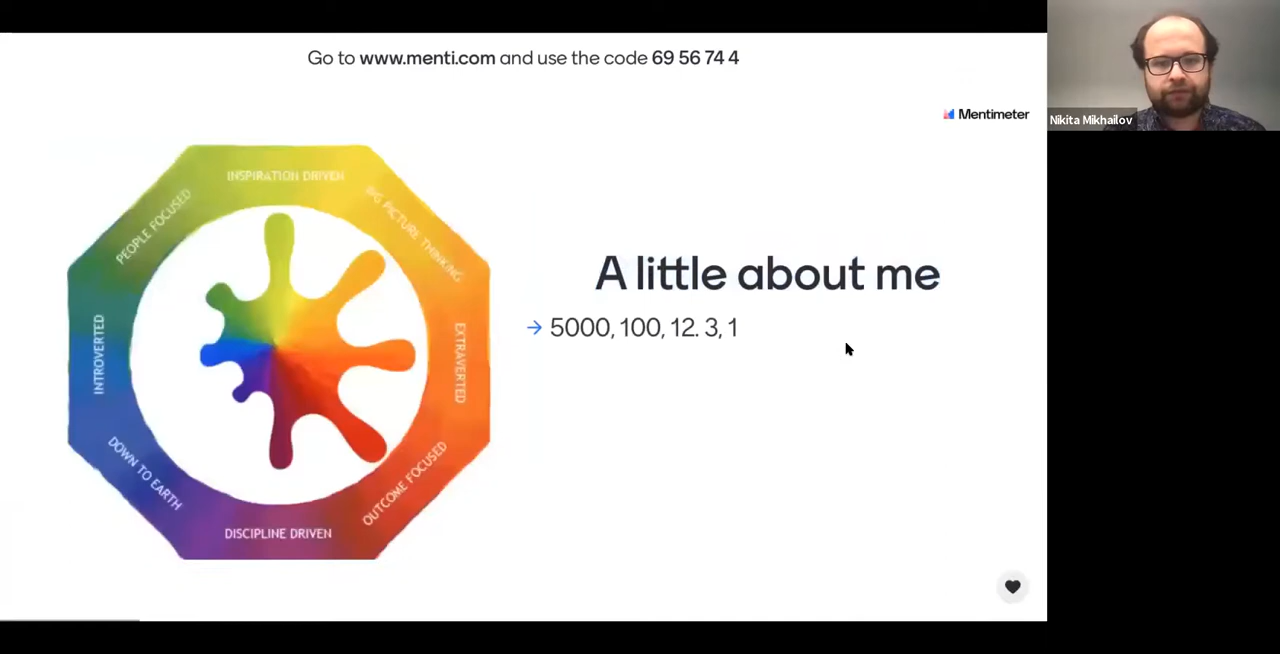 Go to www.menti.com and use the code 69 56 74 4
Mentimeter
Nikita Mikhailov
INSPIRATION DRIVEN
BIG PICTURE THINKING
PEOPLE FOCUSED
EXTRAVERTED
INTROVERTED
OUTCOME FOCUSED
DOWN TO EARTH
DISCIPLINE DRIVEN
A little about me
→ 5000, 100, 12. 3, 1